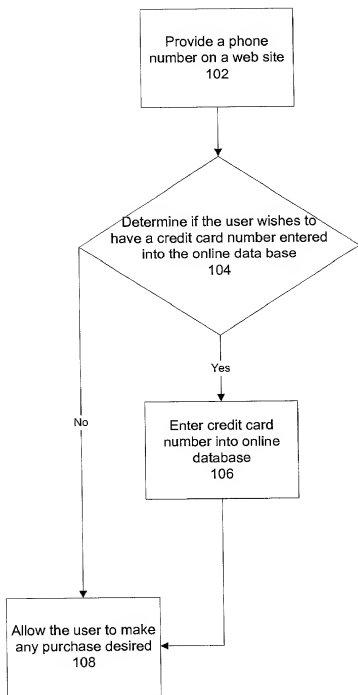 Provide a phone
number on a web site
102
Determine if the user wishes to
have a credit card number entered
into the online data base
104
Yes
No
Enter credit card
number into online
database
106
Allow the user to make
any purchase desired
108